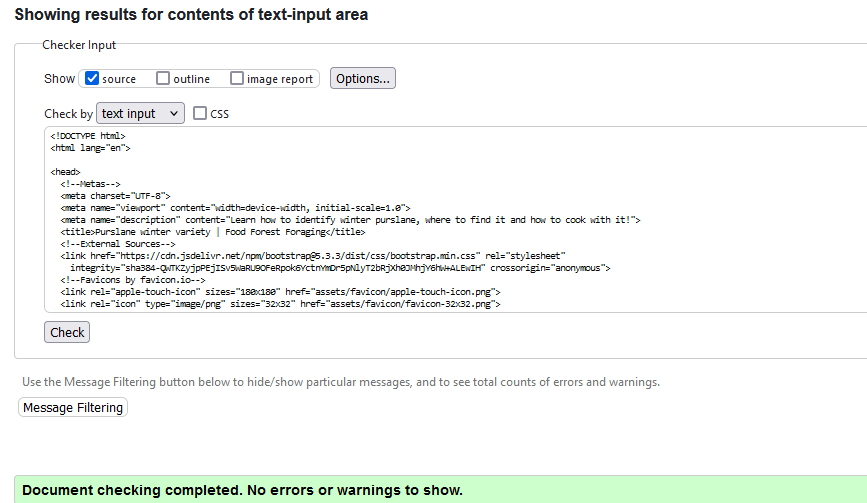 Showing results for contents of text-input area
Checker Input
Show source outline image report Options...
Check by text input CSS
<!DOCTYPE html>
<html lang="en">
<head>
<!--Metas-->
<meta charset="UTF-8">
<meta name="viewport" content="width=device-width, initial-scale=1.0">
<meta name="description" content="Learn how to identify winter purslane, where to find it and how to cook with it!">
<title>Purslane winter variety | Food Forest Foraging</title>
<!--External Sources-->
<link href="https://cdn.jsdelivr.net/npm/bootstrap@5.3.3/dist/css/bootstrap.min.css" rel="stylesheet"
integrity="sha384-QWTKZyjpPEjISv5WaRU9OFeRpok6YctnYmDr5pNlyT2bRjXh0JMhjY6hW+ALEwIH" crossorigin="anonymous">
<!--Favicons by favicon.io-->
<link rel="apple-touch-icon" sizes="180x180" href="assets/favicon/apple-touch-icon.png">
<link rel="icon" type="image/png" sizes="32x32" href="assets/favicon/favicon-32x32.png">
Check
Use the Message Filtering button below to hide/show particular messages, and to see total counts of errors and warnings.
Message Filtering
Document checking completed. No errors or warnings to show.